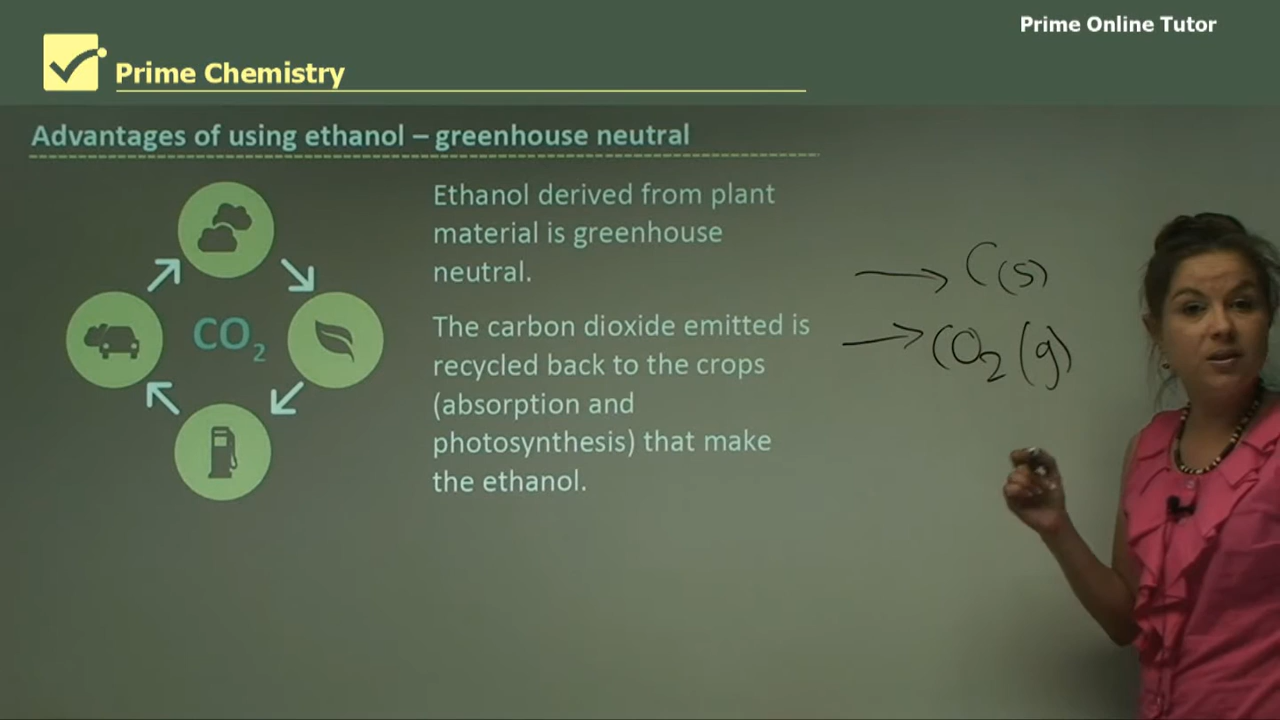 Prime Online Tutor
Prime Chemistry
Advantages of using ethanol – greenhouse neutral
Ethanol derived from plant
material is greenhouse
neutral.
The carbon dioxide emitted is
recycled back to the crops
(absorption and
photosynthesis) that make
the ethanol.
CO₂
→ C(s)
→ CO₂(g)